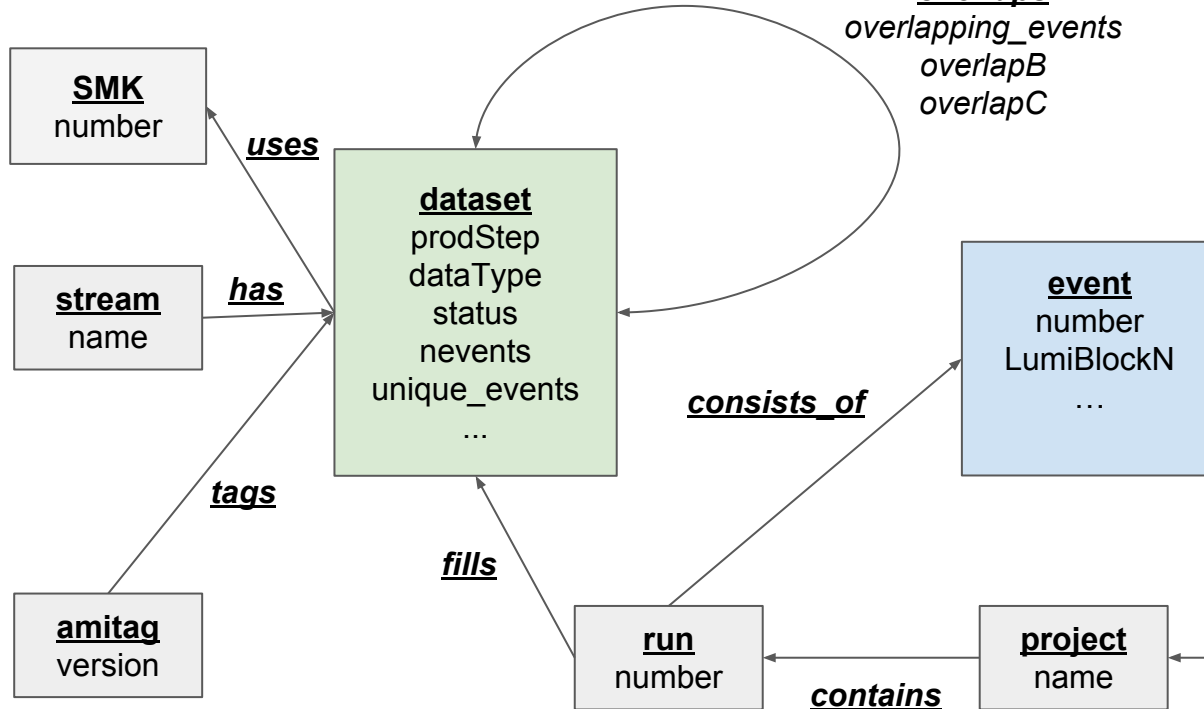 overlapping_events
overlapB
overlapC
SMK
number
uses
dataset
prodStep
dataType
status
nevents
unique_events
...
stream
name
has
event
number
LumiBlockN
...
consists_of
tags
fills
amitag
version
run
number
contains
project
name